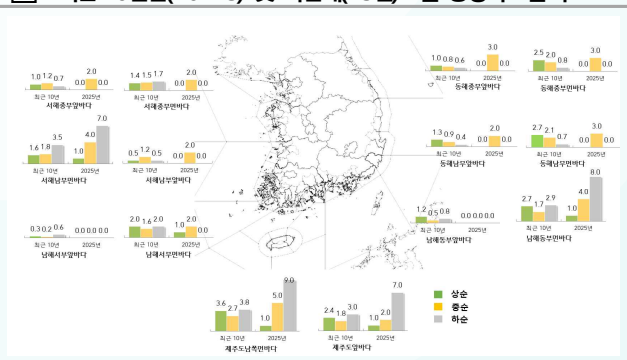 1.0 1.2 0.7 0.0 2.0 0.0
최근 10년 2025년
서해중부앞바다
1.4 1.5 1.7 0.0 2.0 0.0
최근 10년 2025년
서해중부먼바다
1.0 0.8 0.6 0.0 3.0 0.0
최근 10년 2025년
동해중부앞바다
2.5 2.0 0.8 0.0 3.0 0.0
최근 10년 2025년
동해중부먼바다
1.6 1.8 3.5 1.0 4.0 7.0
최근 10년 2025년
서해남부먼바다
0.5 1.2 0.5 0.0 2.0 0.0
최근 10년 2025년
서해남부앞바다
1.3 0.9 0.4 0.0 2.0 0.0
최근 10년 2025년
동해남부앞바다
2.7 2.1 0.7 0.0 3.0 0.0
최근 10년 2025년
동해남부먼바다
0.3 0.2 0.6 0.0 0.0 0.0
최근 10년 2025년
남해서부앞바다
2.0 1.6 2.0 1.0 2.0 0.0
최근 10년 2025년
남해서부먼바다
1.2 0.5 0.8 0.0 0.0 0.0
최근 10년 2025년
남해동부앞바다
2.7 1.7 2.9 1.0 4.0 8.0
최근 10년 2025년
남해동부먼바다
3.6 2.7 3.8 1.0 5.0 9.0
최근 10년 2025년
제주도남쪽먼바다
2.4 1.8 3.0 1.0 2.0 7.0
최근 10년 2025년
제주도앞바다
상순
중순
하순